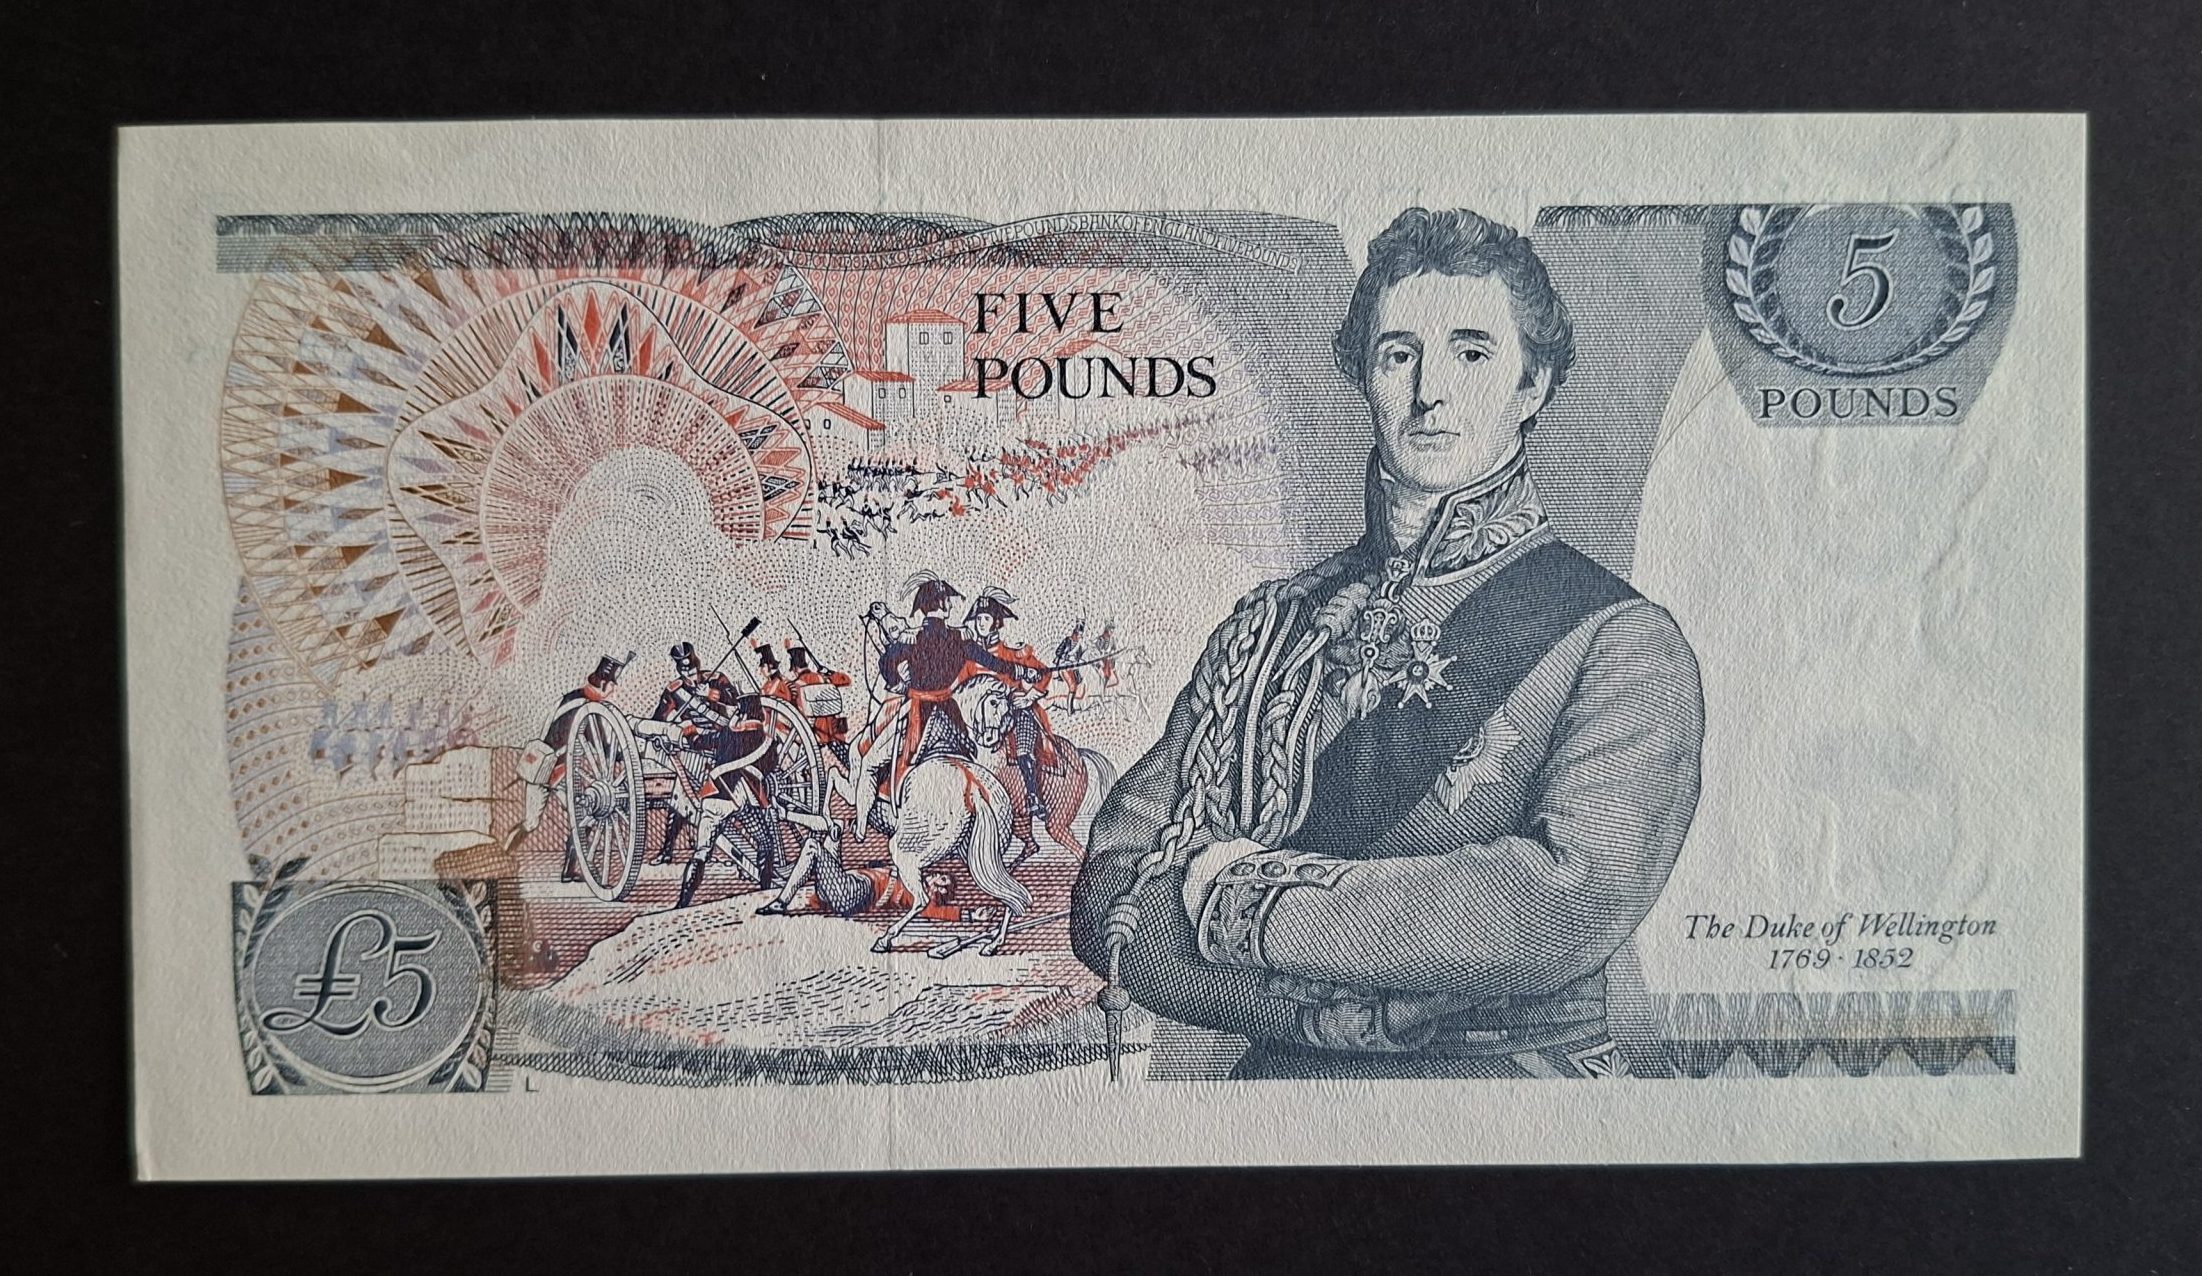 FIVE
POUNDS
5
POUNDS
The Duke of Wellington
1769 · 1852
£5
L